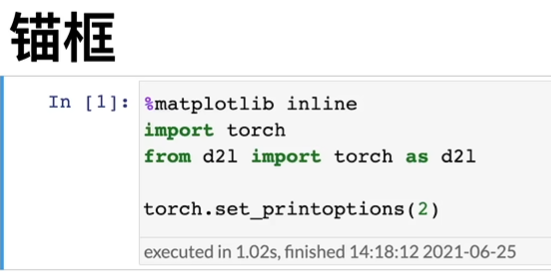 锚框
In [1]: %matplotlib inline
import torch
from d2l import torch as d2l
torch.set_printoptions(2)
executed in 1.02s, finished 14:18:12 2021-06-25